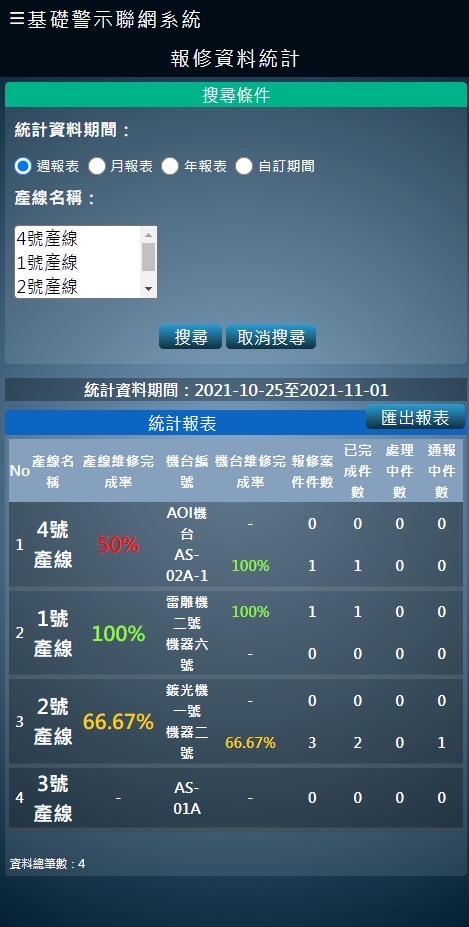 ☰基礎警示聯網系統
報修資料統計
搜尋條件
統計資料期間：
週報表 月報表 年報表 自訂期間
產線名稱：
4號產線
1號產線
2號產線
搜尋 取消搜尋
統計資料期間：2021-10-25至2021-11-01
統計報表 匯出報表
No 產線名稱 產線維修完成率 機台編號 機台維修完成率 報修案件件數 已完成件數 處理中件數 通報中件數
1 4號產線 50% AOI機台 - 0 0 0 0
AS-02A-1 100% 1 1 0 0
2 1號產線 100% 雷雕機二號 100% 1 1 0 0
機器六號 - 0 0 0 0
3 2號產線 66.67% 鍍光機一號 - 0 0 0 0
機器二號 66.67% 3 2 0 1
4 3號產線 - AS-01A - 0 0 0 0
資料總筆數：4